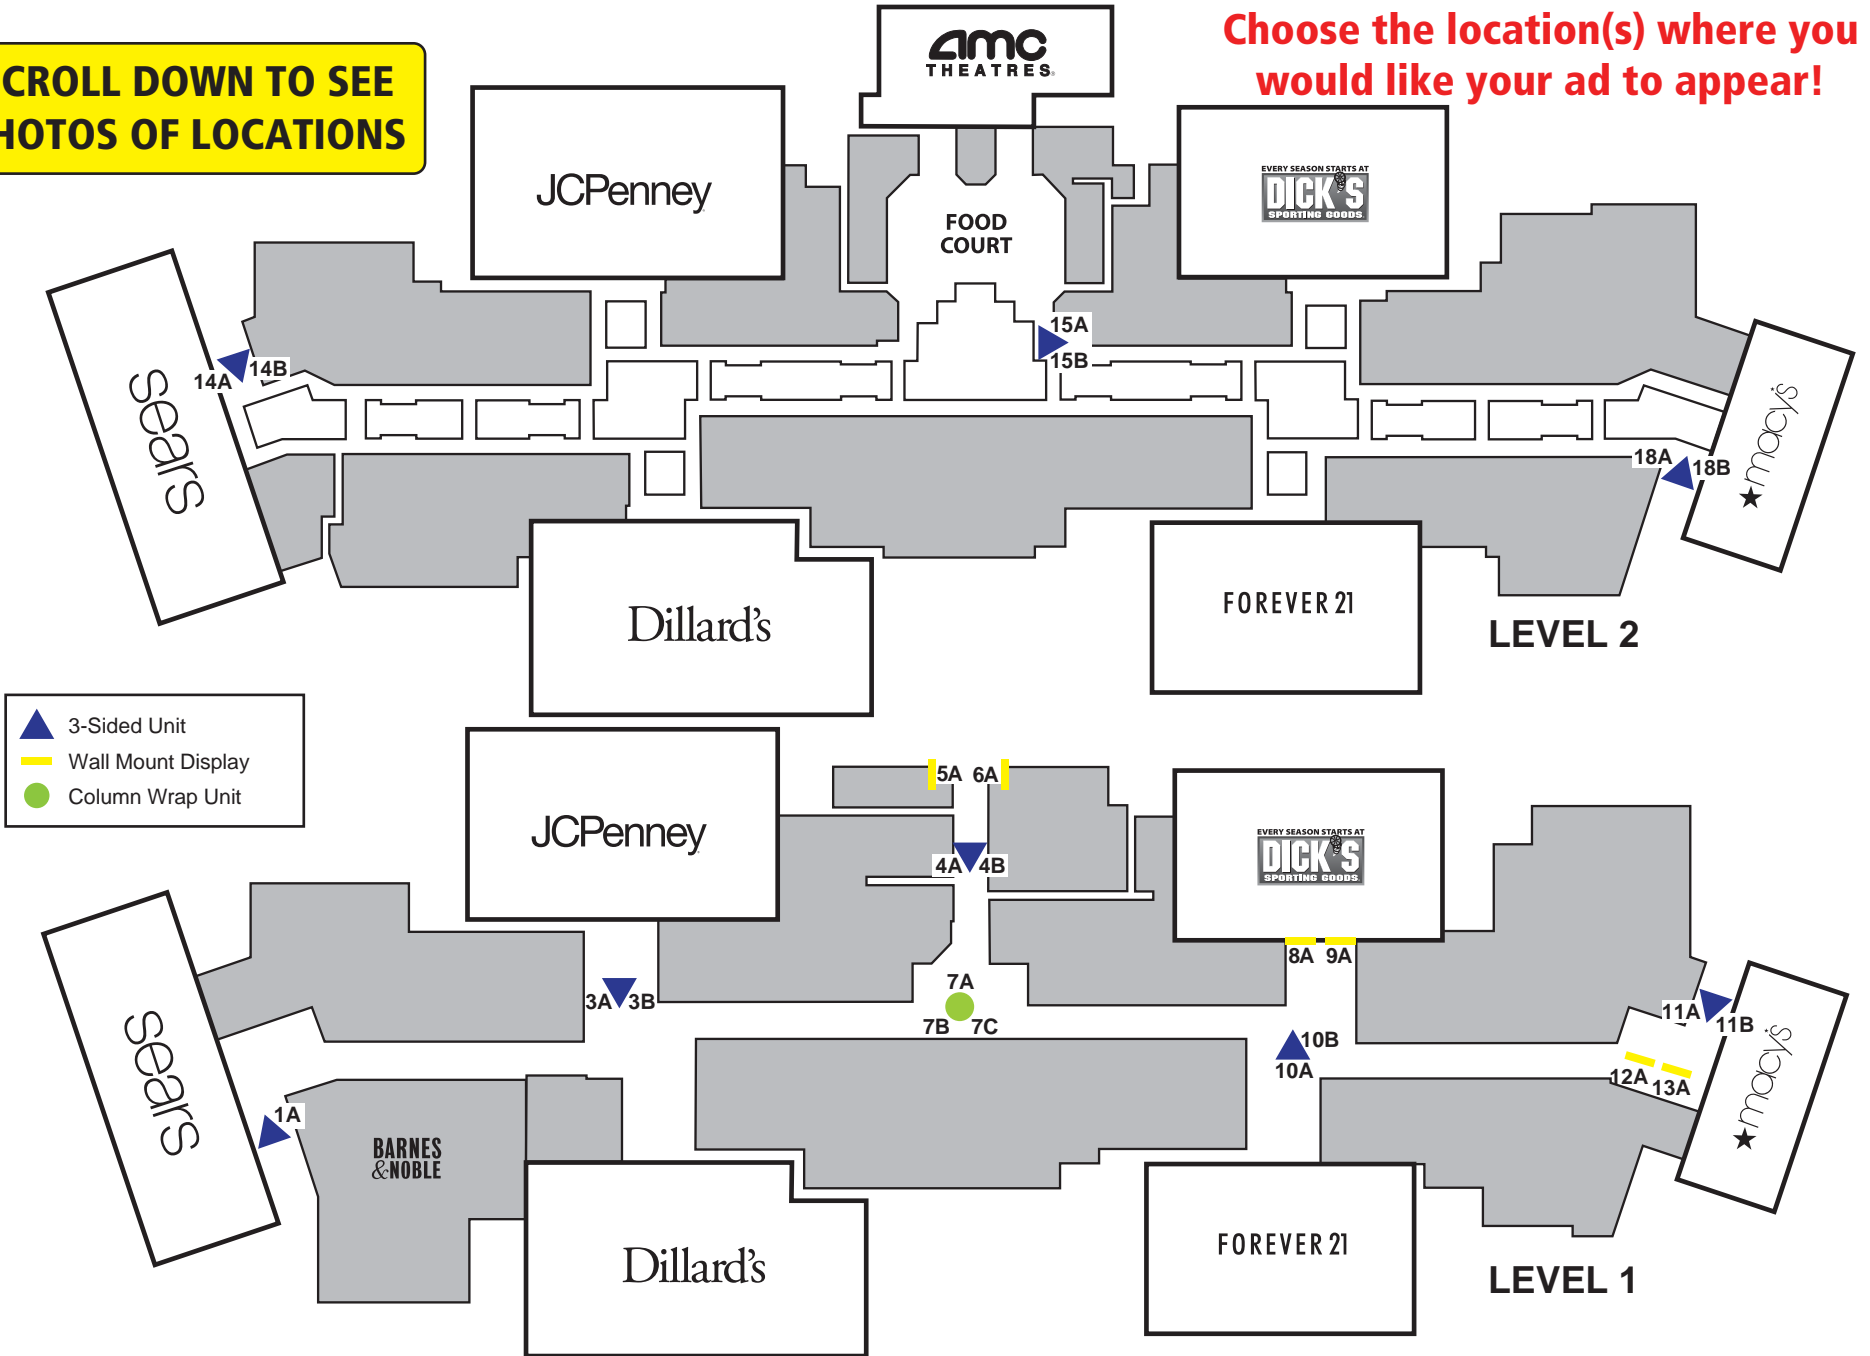 CROLL DOWN TO SEE
HOTOS OF LOCATIONS
Choose the location(s) where you
would like your ad to appear!
amc
THEATRES
JCPenney
FOOD
COURT
EVERY SEASON STARTS AT
DICK'S
SPORTING GOODS
sears
14A
14B
15A
15B
18A
18B
macy's
Dillard's
FOREVER 21
LEVEL 2
3-Sided Unit
Wall Mount Display
Column Wrap Unit
JCPenney
5A 6A
4A 4B
EVERY SEASON STARTS AT
DICK'S
SPORTING GOODS
8A 9A
sears
3A 3B
7A
7B 7C
10B
10A
11A
11B
12A
13A
macy's
1A
BARNES
&NOBLE
Dillard's
FOREVER 21
LEVEL 1